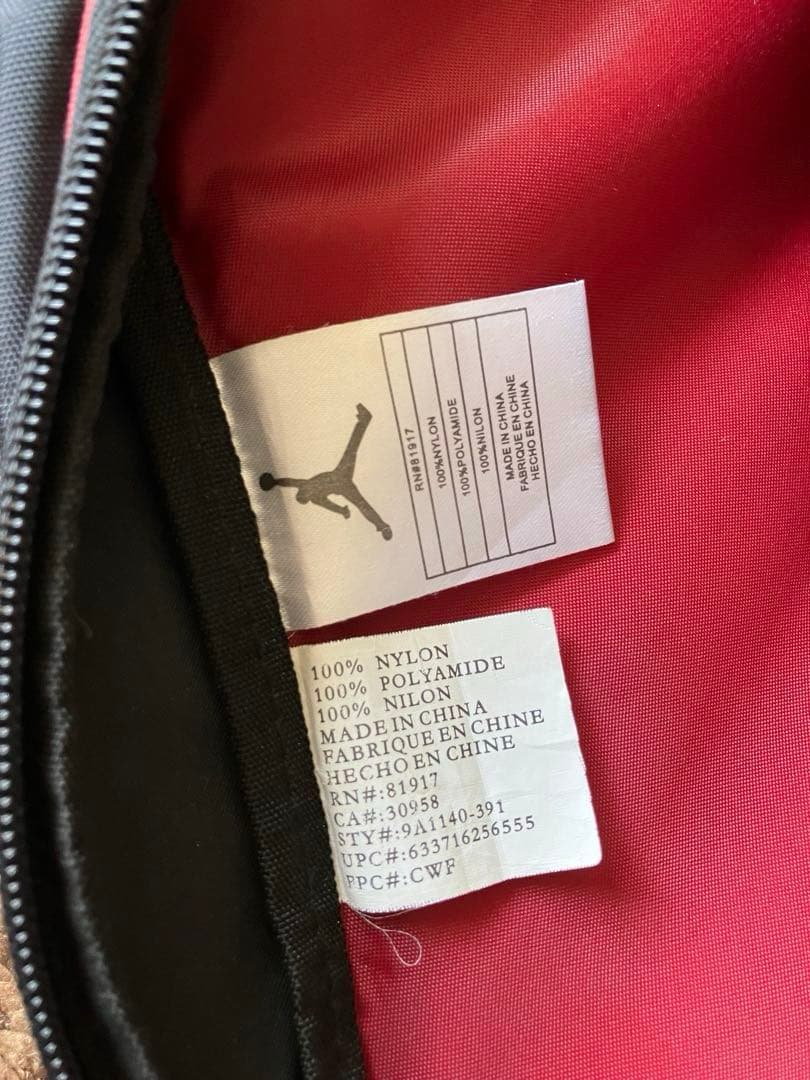 RN#81917
100%NYLON
100%POLYAMIDE
100%NILON
MADE IN CHINA
FABRIQUE EN CHINE
HECHO EN CHINA
100% NYLON
100% POLYAMIDE
100% NILON
MADE IN CHINA
FABRIQUE EN CHINE
HECHO EN CHINE
RN#:81917
CA#:30958
STY#:9A1140-391
UPC#:633716256555
PPC#:CWF